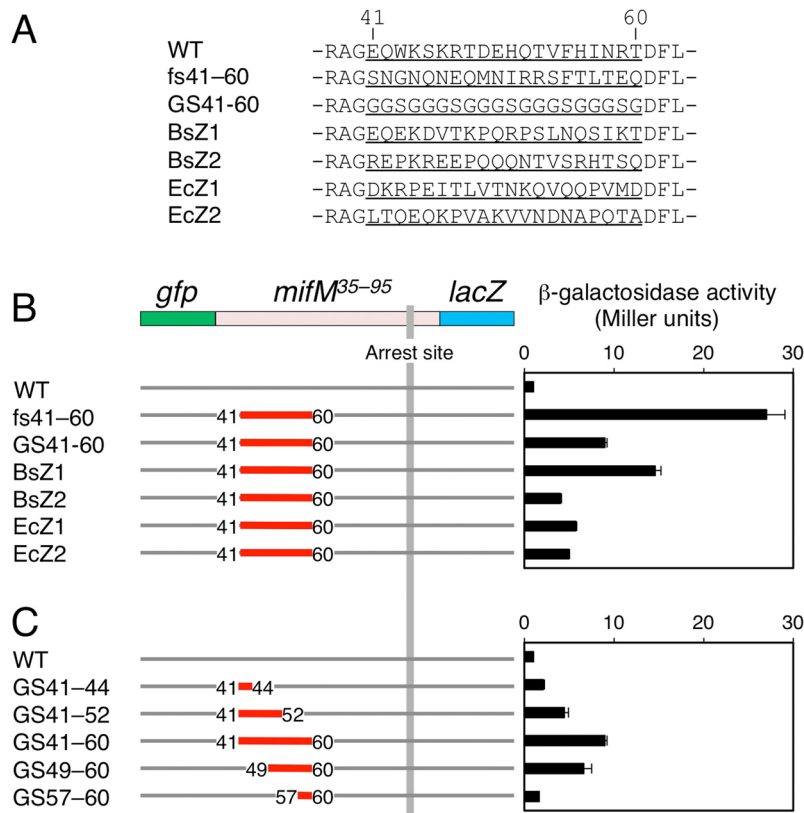 A
41 60
WT -RAGEQWKSKRTDEHQTVFHINRTDFL-
fs41–60 -RAGSNGNQNEQMNIRRSFTLTEQDFL-
GS41-60 -RAGGGSGGGSGGGSGGGSGGGSGDFL-
BsZ1 -RAGEQEKDVTKPQRPSLNQSIKTDFL-
BsZ2 -RAGREPKREEPQQQNTVSRHTSQDFL-
EcZ1 -RAGDKRPEITLVTNKQVQQPVMDDFL-
EcZ2 -RAGLTQEQKPVAKVVNDNAPQTADFL-
B
gfp mifM35–95 lacZ
β-galactosidase activity
(Miller units)
Arrest site
0 10 20 30
WT
fs41–60 41 60
GS41-60 41 60
BsZ1 41 60
BsZ2 41 60
EcZ1 41 60
EcZ2 41 60
C
0 10 20 30
WT
GS41–44 41 44
GS41–52 41 52
GS41–60 41 60
GS49–60 49 60
GS57–60 57 60